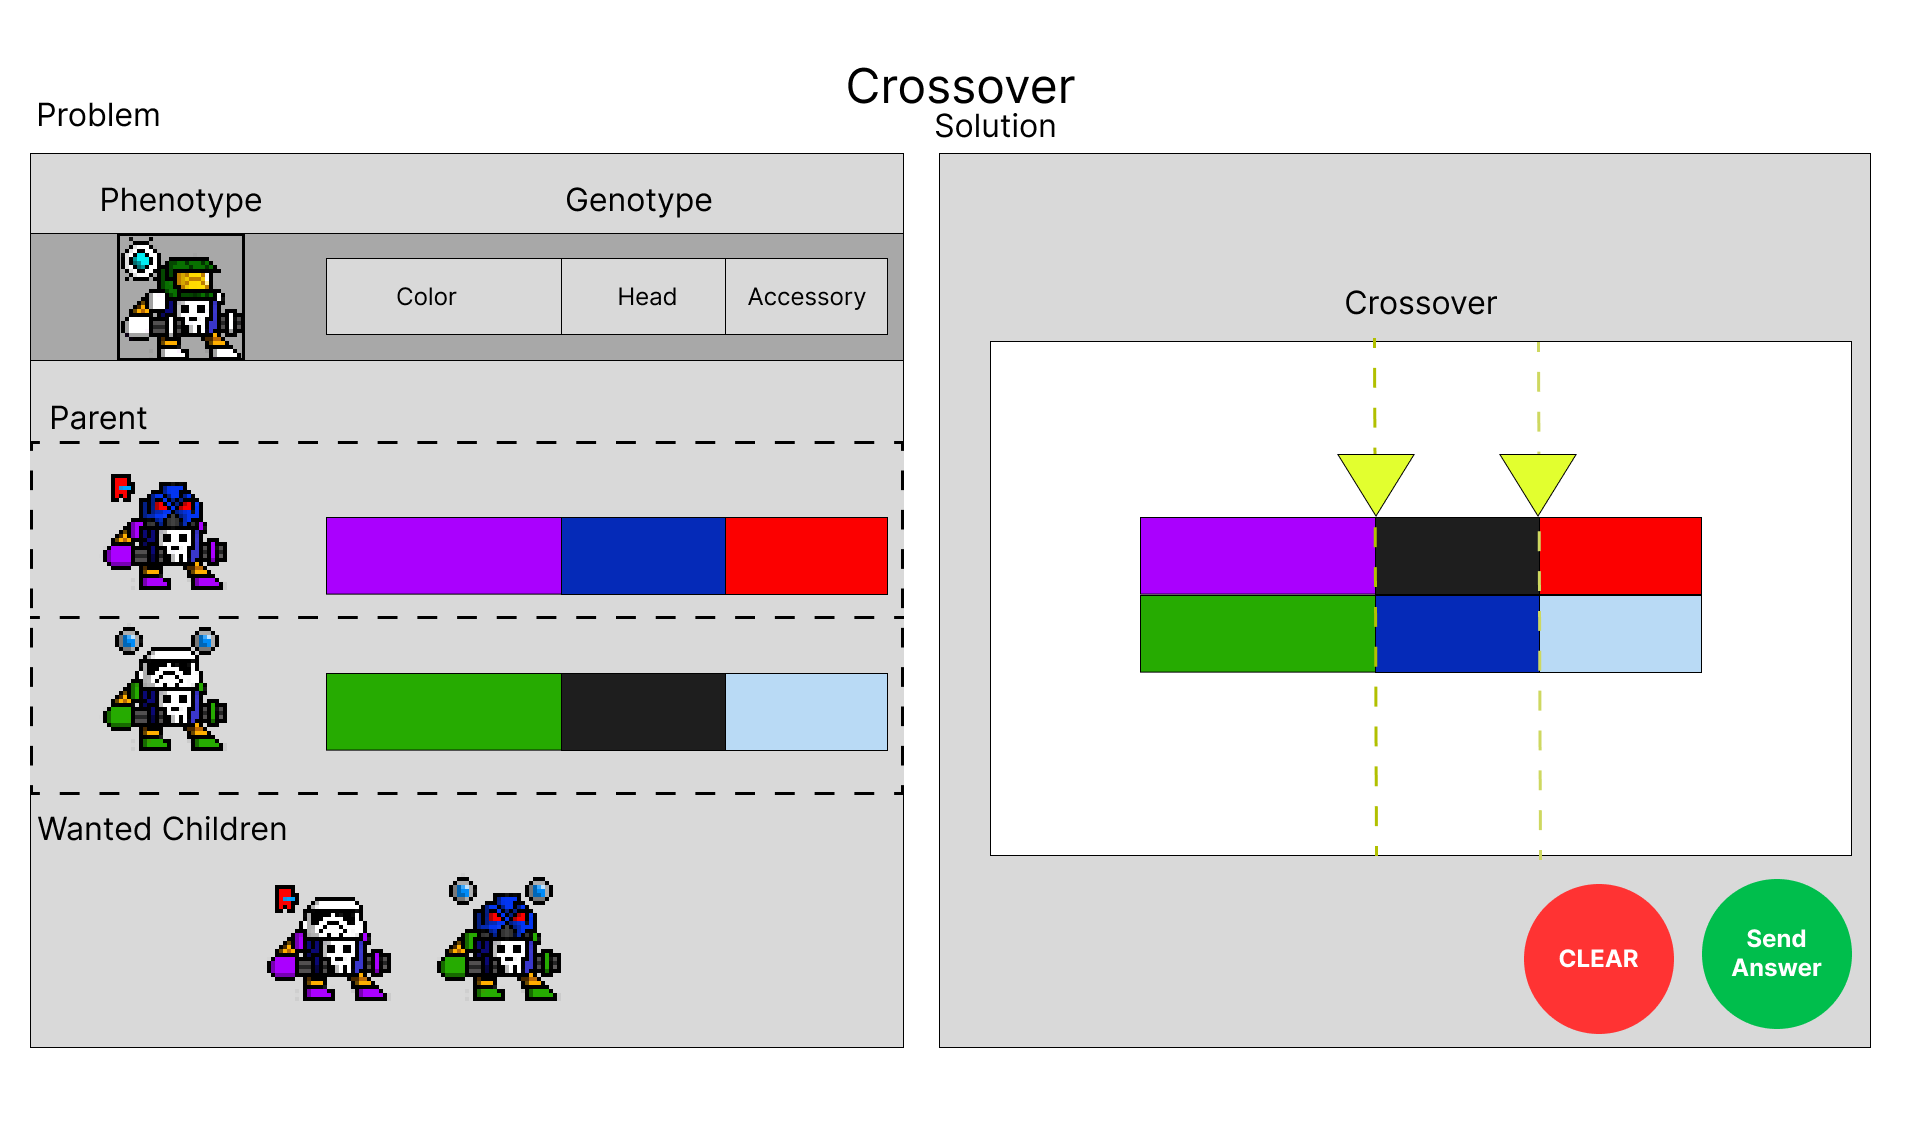 Crossover
Problem
Solution
Phenotype
Genotype
Color
Head
Accessory
Parent
Wanted Children
Crossover
CLEAR
Send
Answer